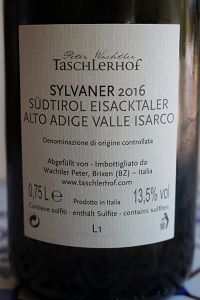 Peter Wachtler
TASCHLERHOF
SYLVANER 2016
SÜDTIROL EISACKTALER
ALTO ADIGE VALLE ISARCO
Denominazione di origine controllata
Abgefüllt von - Imbottigliato da
Wachtler Peter, Brixen (BZ) – Italia
www.taschlerhof.com
0,75 L e 13,5% vol
Prodotto in Italia
Contiene solfiti - enthält Sulfite - contains sulfites
L1